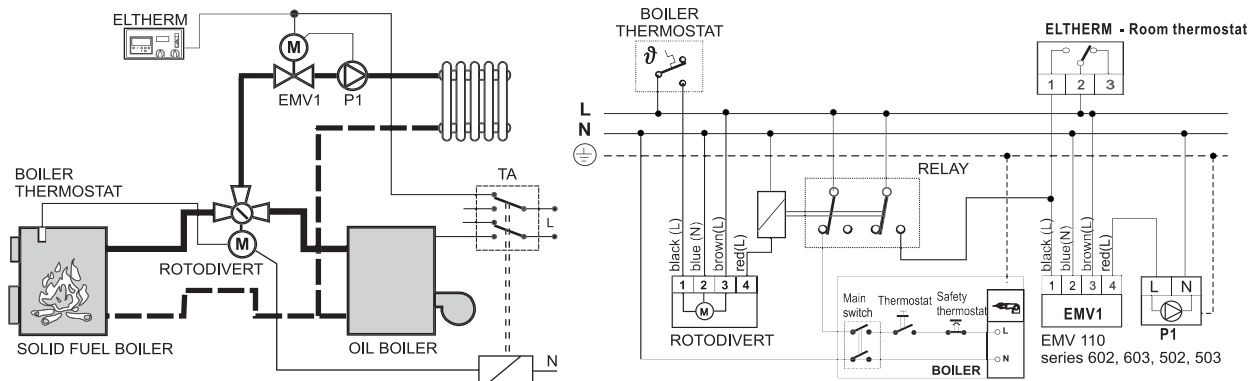 ELTHERM
M
EMV1
P1
BOILER
THERMOSTAT
TA
L
M
ROTODIVERT
SOLID FUEL BOILER
OIL BOILER
N
BOILER
THERMOSTAT
ϑ
ELTHERM - Room thermostat
1 2 3
L
N
RELAY
black (L)
blue (N)
brown(L)
red(L)
1 2 3 4
M
ROTODIVERT
Main
switch
Thermostat
Safety
thermostat
L
N
BOILER
black (L)
blue(N)
brown(L)
red(L)
1 2 3 4
EMV1
EMV 110
series 602, 603, 502, 503
L N
P1